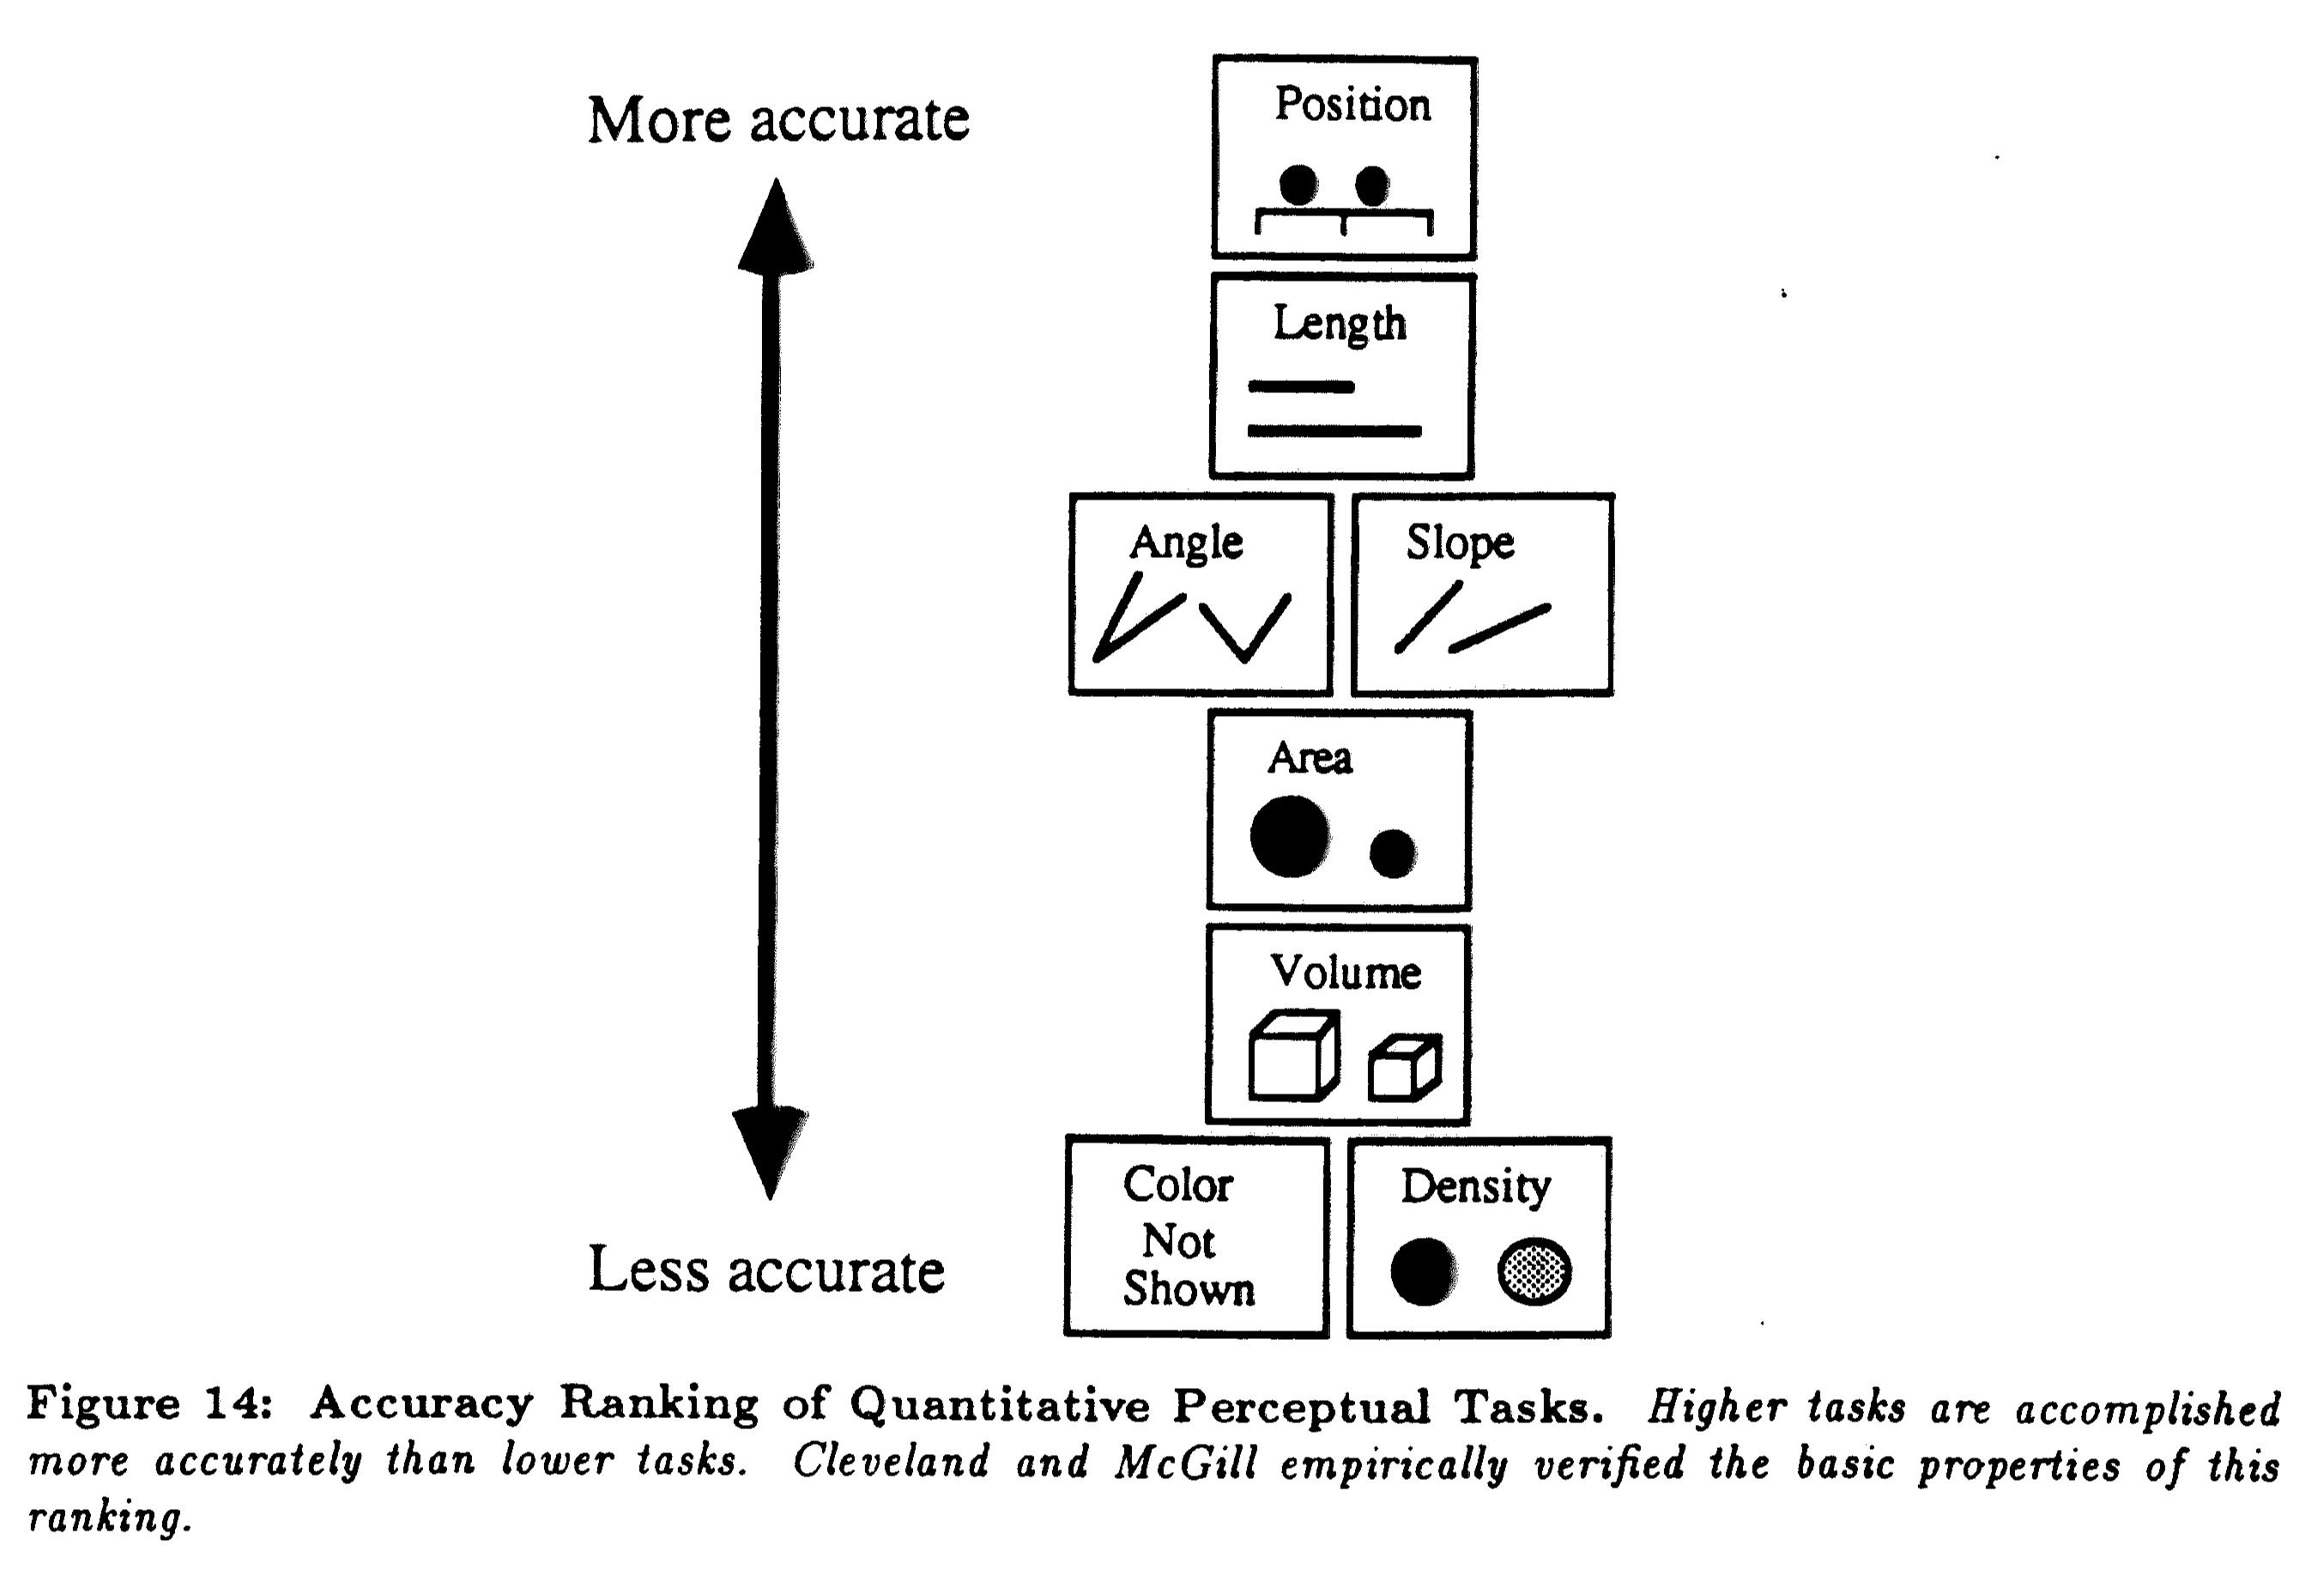 More accurate
Position
Length
Angle
Slope
Area
Volume
Color
Not
Shown
Density
Less accurate
Figure 14: Accuracy Ranking of Quantitative Perceptual Tasks. Higher tasks are accomplished
more accurately than lower tasks. Cleveland and McGill empirically verified the basic properties of this
ranking.